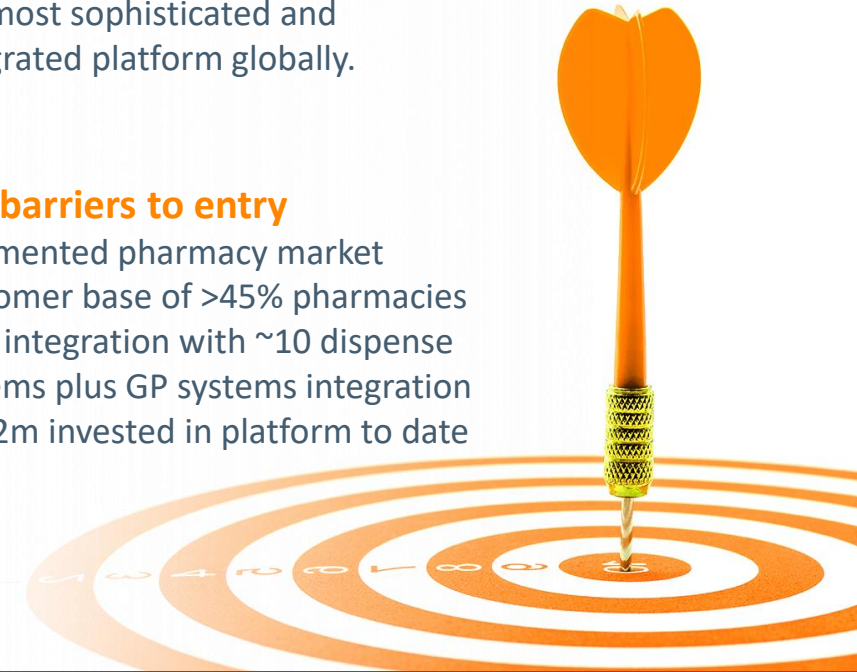 most sophisticated and
grated platform globally.
barriers to entry
mented pharmacy market
omer base of >45% pharmacies
integration with ~10 dispense
ems plus GP systems integration
2m invested in platform to date